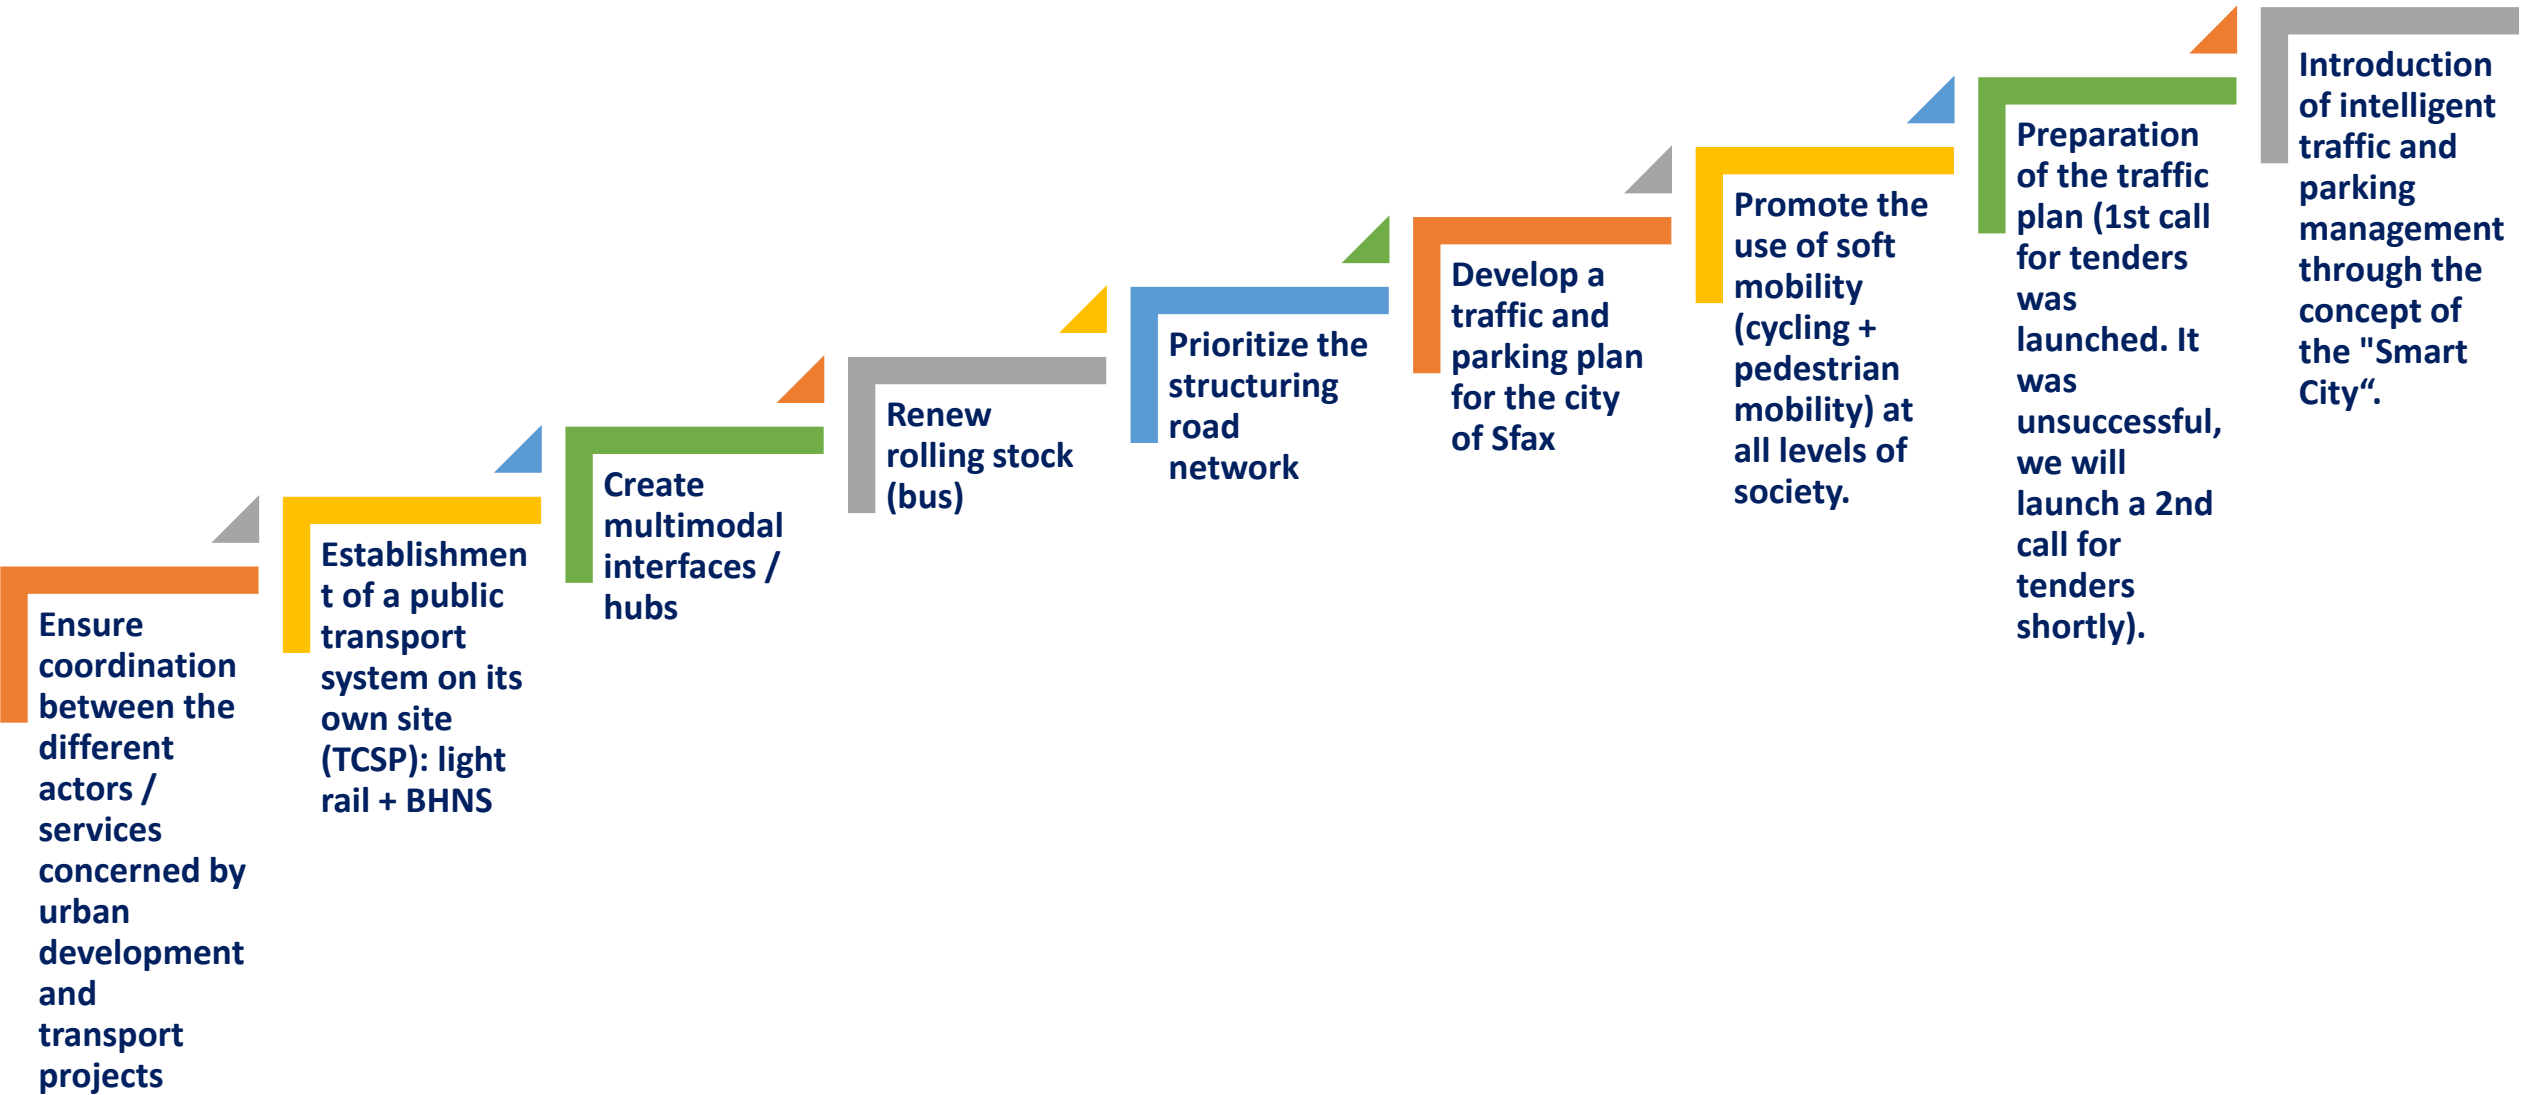 Ensure
coordination
between the
different
actors /
services
concerned by
urban
development
and
transport
projects
Establishmen
t of a public
transport
system on its
own site
(TCSP): light
rail + BHNS
Create
multimodal
interfaces /
hubs
Renew
rolling stock
(bus)
Prioritize the
structuring
road
network
Develop a
traffic and
parking plan
for the city
of Sfax
Promote the
use of soft
mobility
(cycling +
pedestrian
mobility) at
all levels of
society.
Preparation
of the traffic
plan (1st call
for tenders
was
launched. It
was
unsuccessful,
we will
launch a 2nd
call for
tenders
shortly).
Introduction
of intelligent
traffic and
parking
management
through the
concept of
the "Smart
City“.